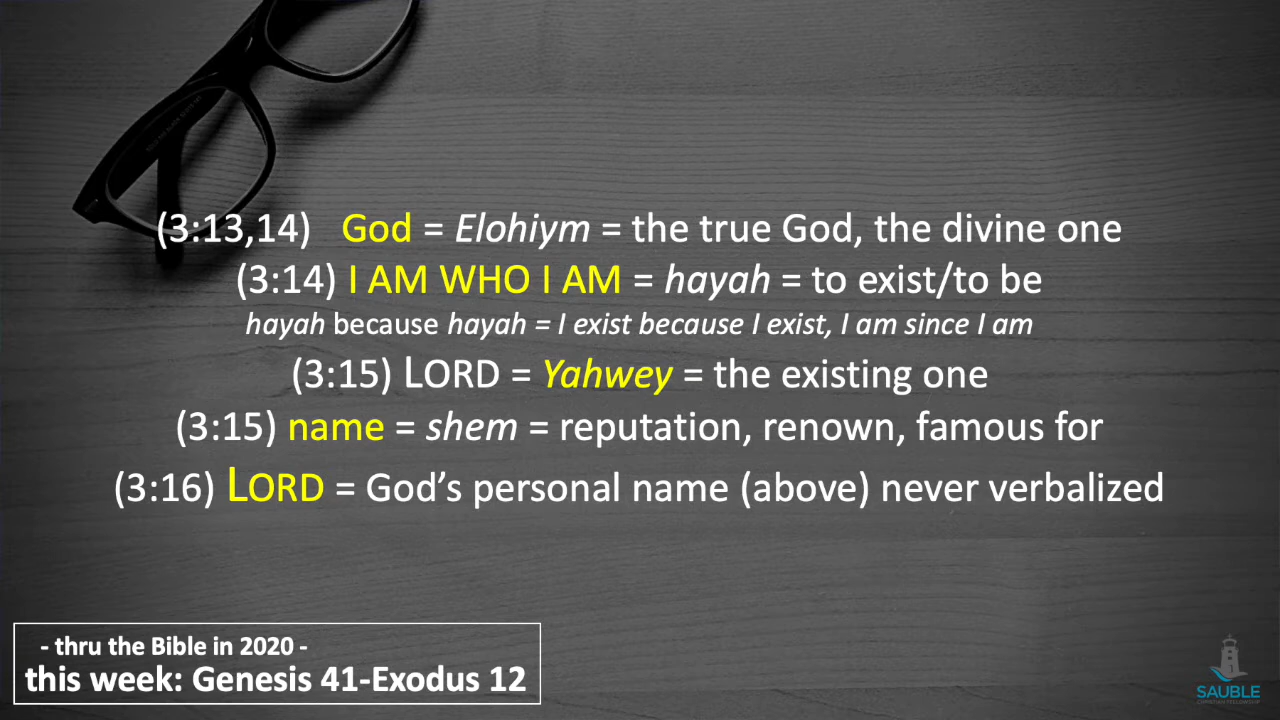 (3:13,14) God = Elohiym = the true God, the divine one
(3:14) I AM WHO I AM = hayah = to exist/to be
hayah because hayah = I exist because I exist, I am since I am
(3:15) LORD = Yahwey = the existing one
(3:15) name = shem = reputation, renown, famous for
(3:16) LORD = God’s personal name (above) never verbalized
- thru the Bible in 2020 -
this week: Genesis 41-Exodus 12
SAUBLE
CHRISTIAN FELLOWSHIP